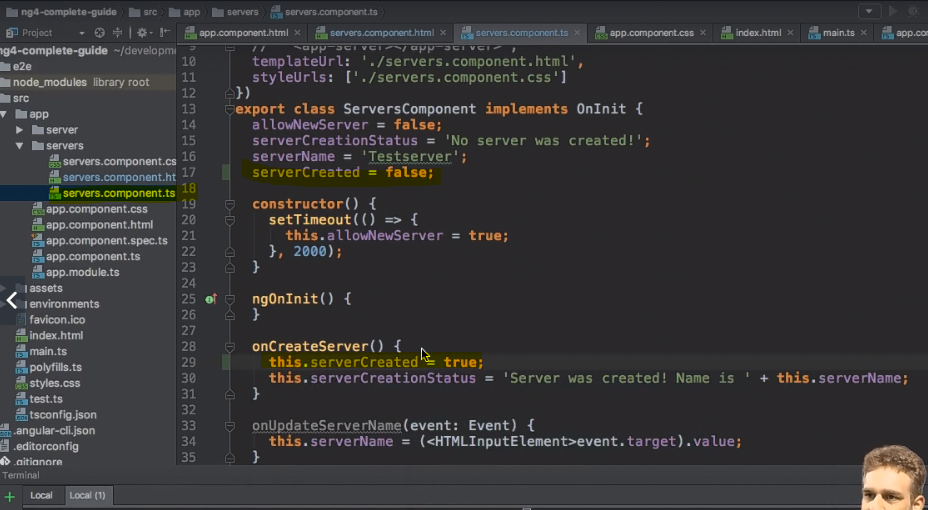 ng4-complete-guide src app servers servers.component.ts
Project
app.component.html servers.component.html servers.component.ts app.component.css index.html main.ts
ng4-complete-guide ~/developm
e2e
node_modules library root
src
app
server
servers
servers.component.cs
servers.component.ht
servers.component.ts
app.component.css
app.component.html
app.component.spec.ts
app.component.ts
app.module.ts
assets
environments
favicon.ico
index.html
main.ts
polyfills.ts
styles.css
test.ts
tsconfig.json
.angular-cli.json
.editorconfig
.gitignore
9 // '<app-server></app-server>',
10 templateUrl: './servers.component.html',
11 styleUrls: ['./servers.component.css']
12 })
13 export class ServersComponent implements OnInit {
14 allowNewServer = false;
15 serverCreationStatus = 'No server was created!';
16 serverName = 'Testserver';
17 serverCreated = false;
18
19 constructor() {
20 setTimeout(() => {
21 this.allowNewServer = true;
22 }, 2000);
23 }
24
25 ngOnInit() {
26 }
27
28 onCreateServer() {
29 this.serverCreated = true;
30 this.serverCreationStatus = 'Server was created! Name is ' + this.serverName;
31 }
32
33 onUpdateServerName(event: Event) {
34 this.serverName = (<HTMLInputElement>event.target).value;
35 }
Terminal
+ Local Local (1)